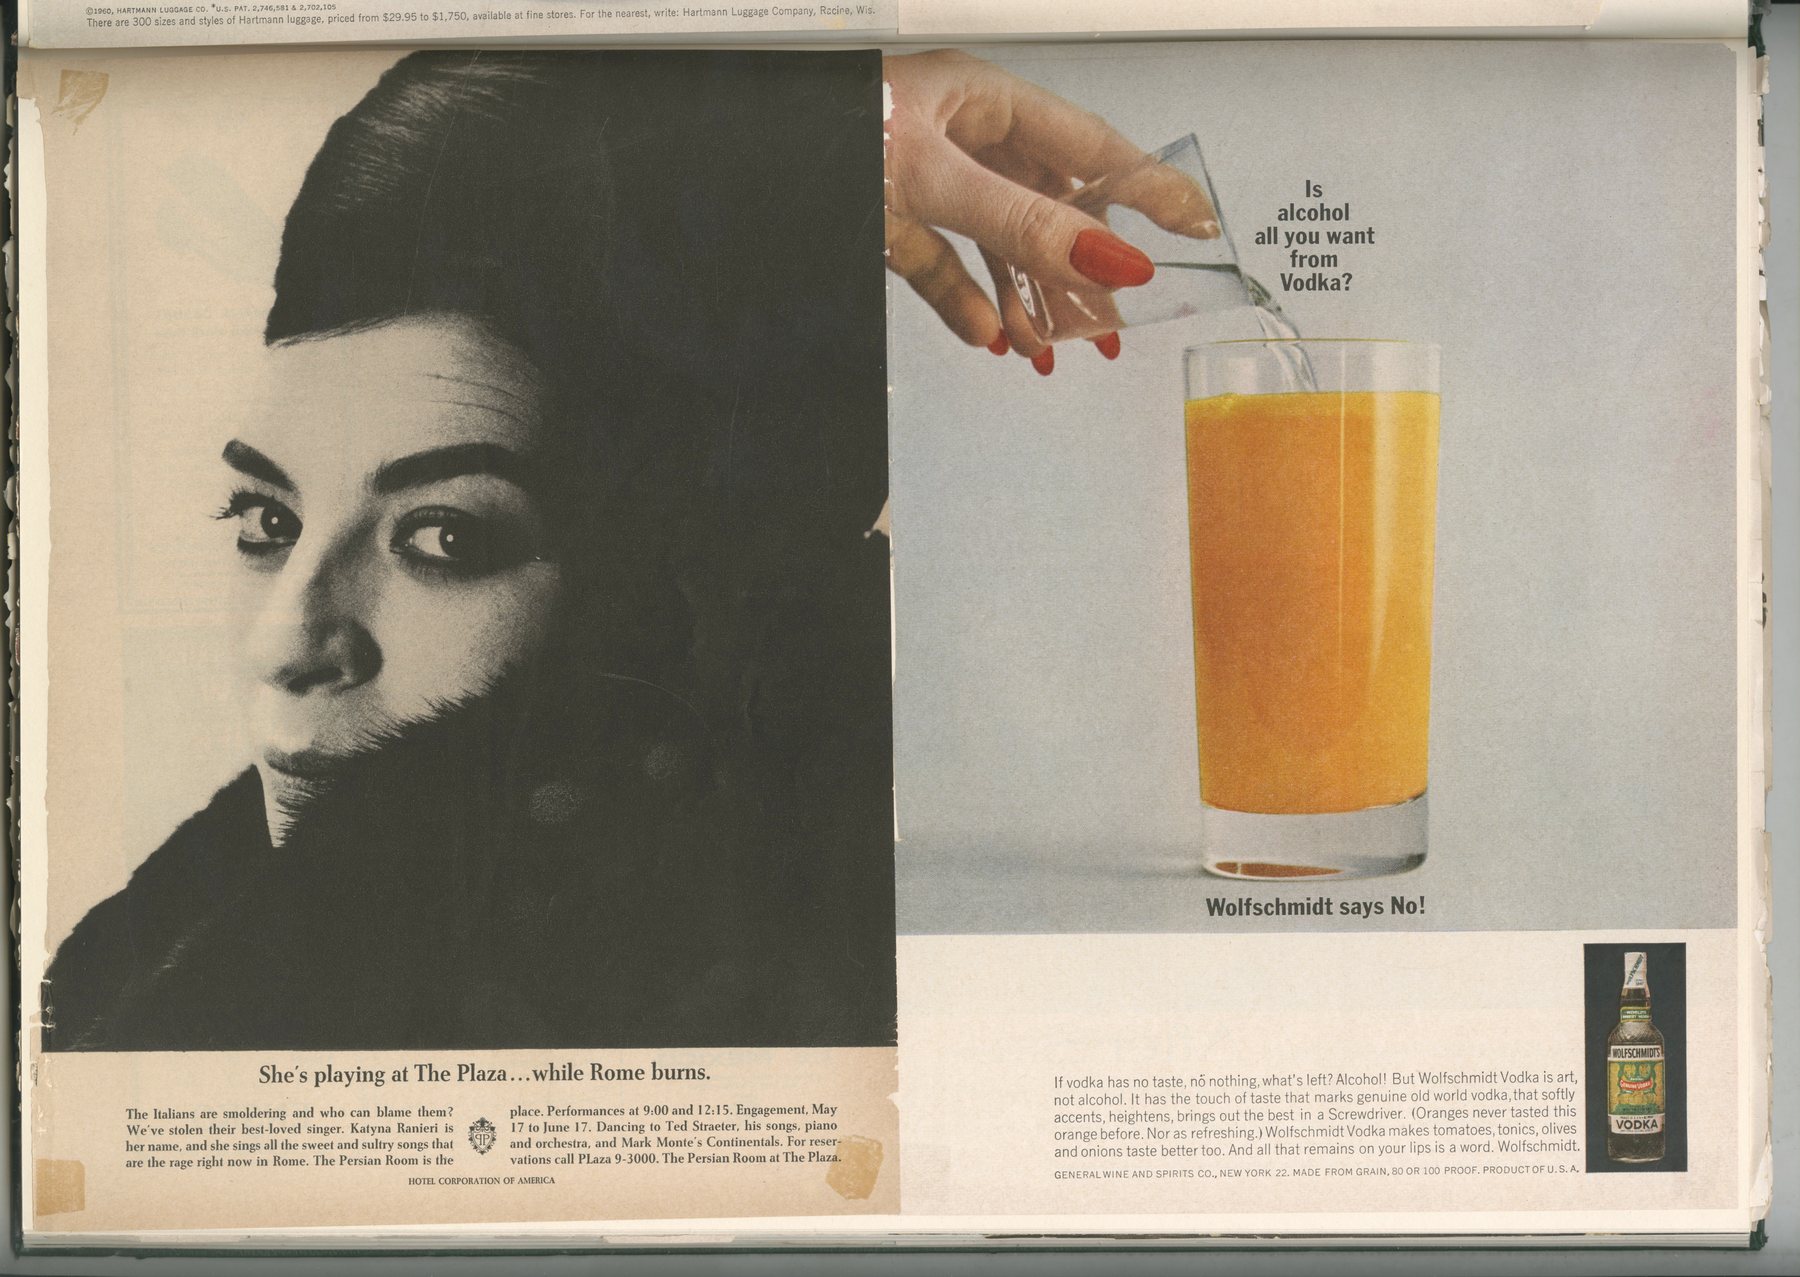 ©1960, HARTMANN LUGGAGE CO. *U.S. PAT. 2,746,581 & 2,702,105
There are 300 sizes and styles of Hartmann luggage, priced from $29.95 to $1,750, available at fine stores. For the nearest, write: Hartmann Luggage Company, Racine, Wis.
She's playing at The Plaza...while Rome burns.
The Italians are smoldering and who can blame them?
We've stolen their best-loved singer. Katyna Ranieri is
her name, and she sings all the sweet and sultry songs that
are the rage right now in Rome. The Persian Room is the
place. Performances at 9:00 and 12:15. Engagement, May
17 to June 17. Dancing to Ted Straeter, his songs, piano
and orchestra, and Mark Monte's Continentals. For reser-
vations call PLaza 9-3000. The Persian Room at The Plaza.
HOTEL CORPORATION OF AMERICA
Is
alcohol
all you want
from
Vodka?
Wolfschmidt says No!
If vodka has no taste, no nothing, what's left? Alcohol! But Wolfschmidt Vodka is art,
not alcohol. It has the touch of taste that marks genuine old world vodka, that softly
accents, heightens, brings out the best in a Screwdriver. (Oranges never tasted this
orange before. Nor as refreshing.) Wolfschmidt Vodka makes tomatoes, tonics, olives
and onions taste better too. And all that remains on your lips is a word. Wolfschmidt.
GENERAL WINE AND SPIRITS CO., NEW YORK 22. MADE FROM GRAIN, 80 OR 100 PROOF. PRODUCT OF U.S.A.
WOLFSCHMIDT'S
GENUINE VODKA
VODKA